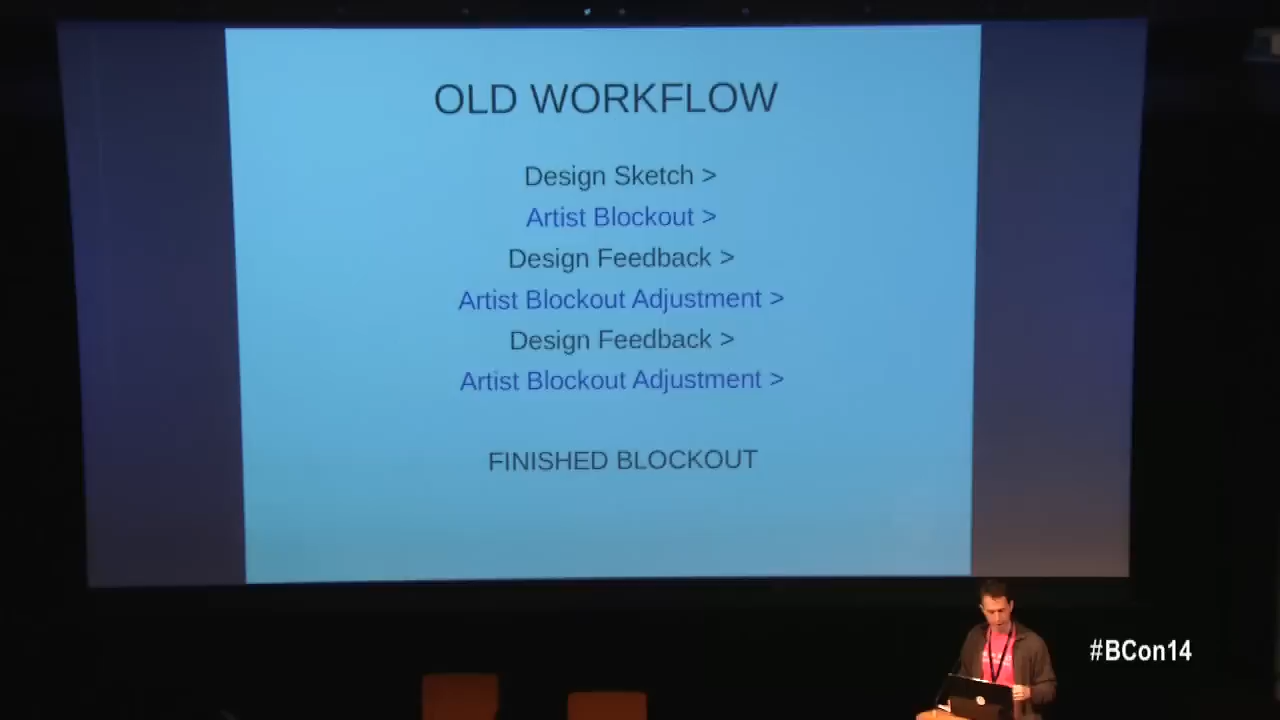 OLD WORKFLOW
Design Sketch >
Artist Blockout >
Design Feedback >
Artist Blockout Adjustment >
Design Feedback >
Artist Blockout Adjustment >
FINISHED BLOCKOUT
#BCon14